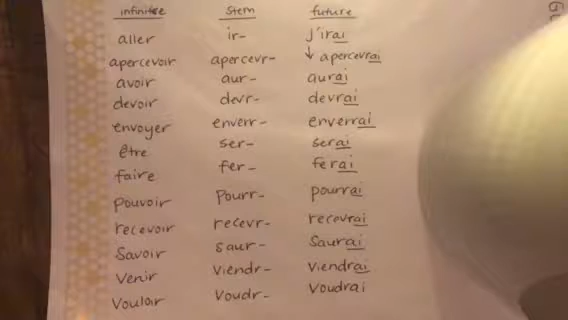 infinitive stem future
aller ir- j'irai
apercevoir apercevr- ↓ apercevrai
avoir aur- aurai
devoir devr- devrai
envoyer enverr- enverrai
être ser- serai
faire fer- ferai
pouvoir pourr- pourrai
recevoir recevr- recevrai
Savoir saur- Saurai
Venir Viendr- Viendrai
Vouloir Voudr- Voudrai